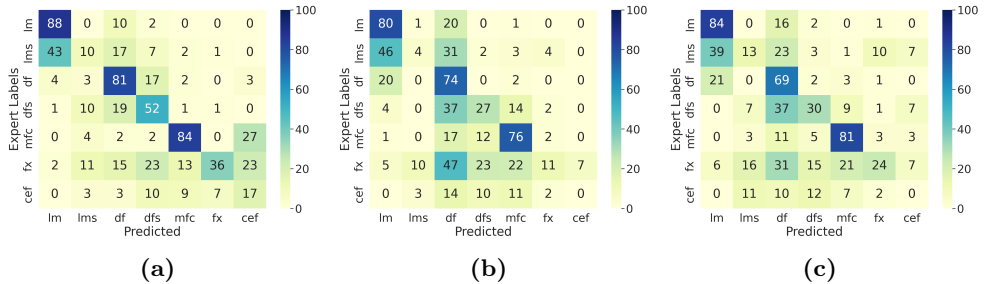 Expert Labels
lm 88 0 10 2 0 1 0
lms 43 10 17 7 2 1 1
df 4 3 81 17 2 0 3
dfs 1 10 19 52 1 1 0
mfc 0 4 2 2 84 0 27
fx 2 11 15 23 13 36 23
cef 0 3 3 10 9 7 17
lm lms df dfs mfc fx cef
Predicted
100
80
60
40
20
0
(a)
Expert Labels
lm 80 1 20 0 1 0 0
lms 46 4 31 2 3 4 0
df 20 0 74 0 2 0 0
dfs 4 0 37 27 14 2 0
mfc 1 0 17 12 76 0 0
fx 5 10 47 23 22 11 7
cef 0 3 14 10 11 2 0
lm lms df dfs mfc fx cef
Predicted
100
80
60
40
20
0
(b)
Expert Labels
lm 84 0 16 2 0 1 0
lms 39 13 23 3 1 10 7
df 21 0 69 2 3 1 0
dfs 0 7 37 30 9 1 7
mfc 0 3 11 5 81 3 3
fx 6 16 31 15 21 24 7
cef 0 11 10 12 7 2 0
lm lms df dfs mfc fx cef
Predicted
100
80
60
40
20
0
(c)